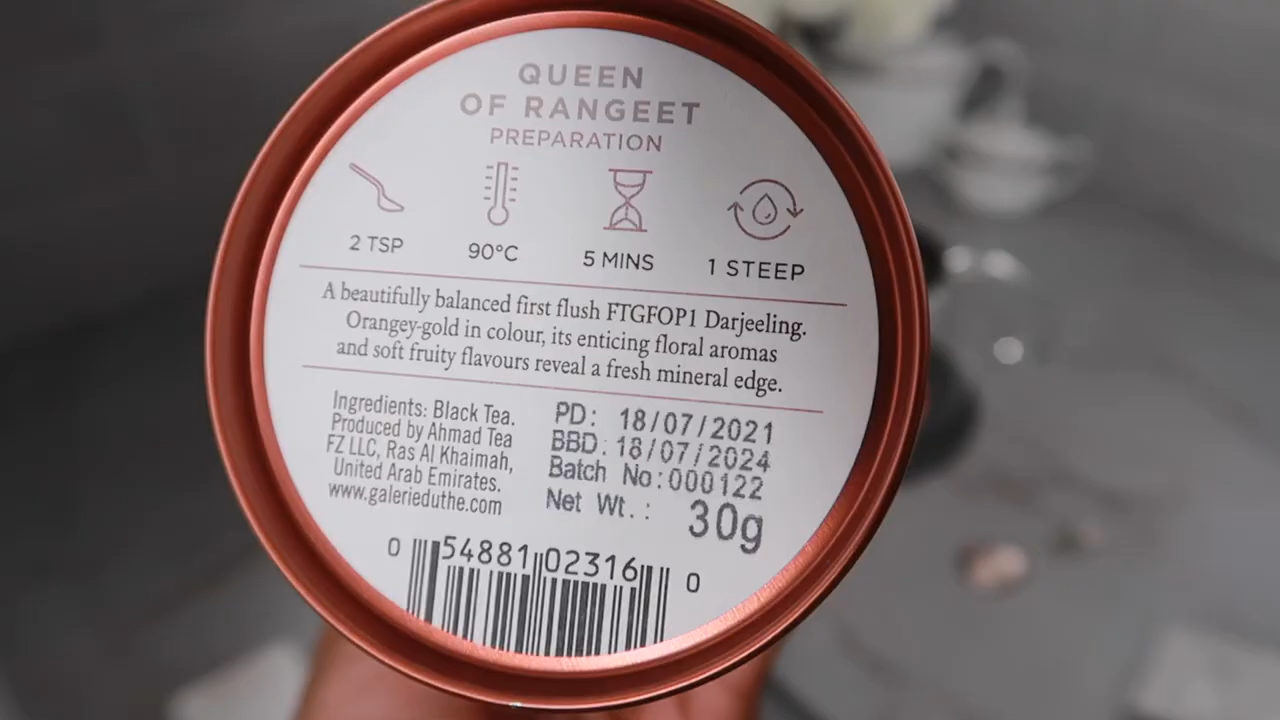 QUEEN
OF RANGEET
PREPARATION
2 TSP 90°C 5 MINS 1 STEEP
A beautifully balanced first flush FTGFOP1 Darjeeling.
Orangey-gold in colour, its enticing floral aromas
and soft fruity flavours reveal a fresh mineral edge.
Ingredients: Black Tea.
Produced by Ahmad Tea
FZ LLC, Ras Al Khaimah,
United Arab Emirates.
www.galerieduthe.com
PD: 18/07/2021
BBD: 18/07/2024
Batch No:000122
Net Wt.: 30g
0 54881 02316 0